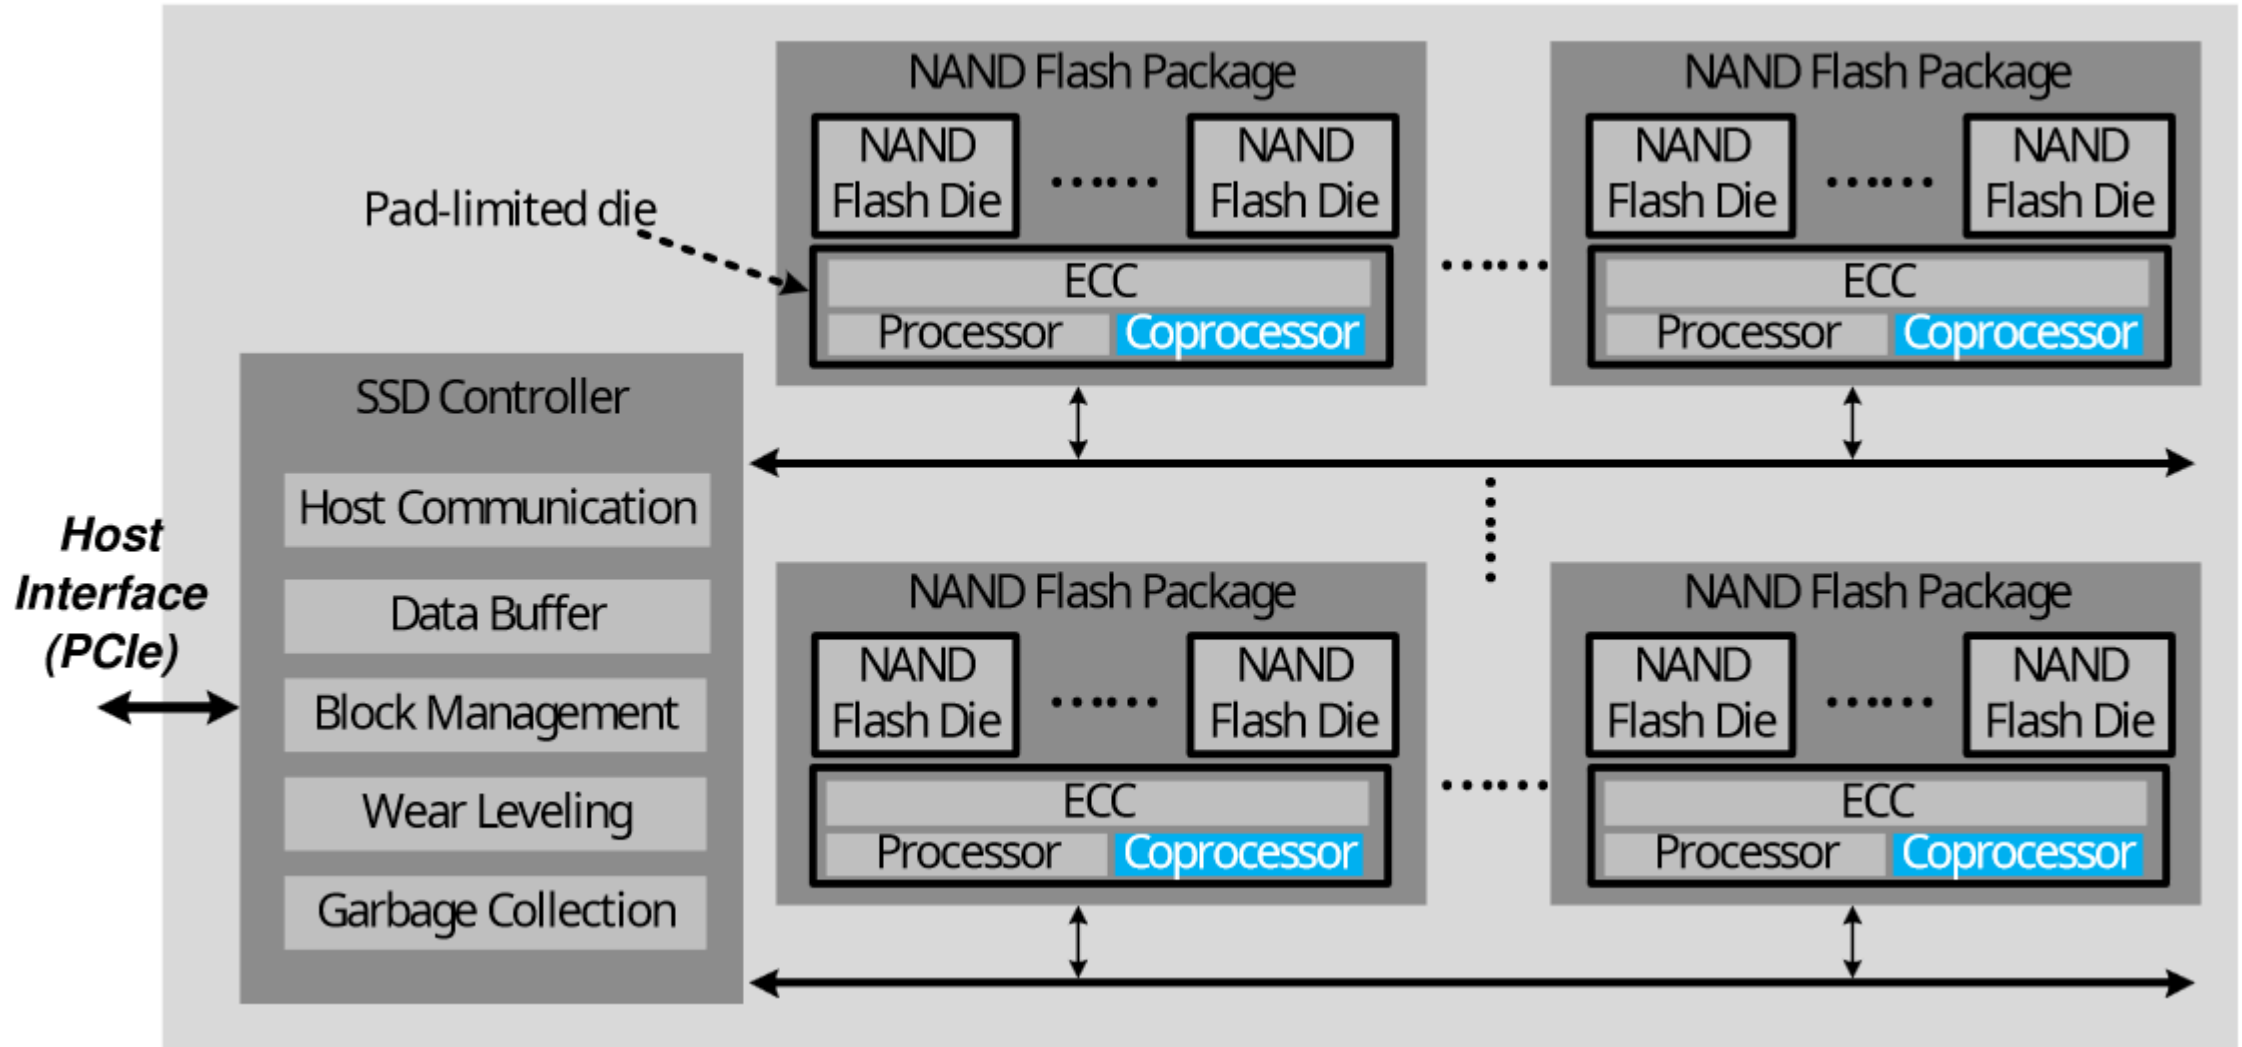 NAND Flash Package
NAND
Flash Die
NAND
Flash Die
ECC
Processor
Coprocessor
NAND Flash Package
NAND
Flash Die
NAND
Flash Die
ECC
Processor
Coprocessor
Pad-limited die
SSD Controller
Host Communication
Data Buffer
Block Management
Wear Leveling
Garbage Collection
Host
Interface
(PCIe)
NAND Flash Package
NAND
Flash Die
NAND
Flash Die
ECC
Processor
Coprocessor
NAND Flash Package
NAND
Flash Die
NAND
Flash Die
ECC
Processor
Coprocessor